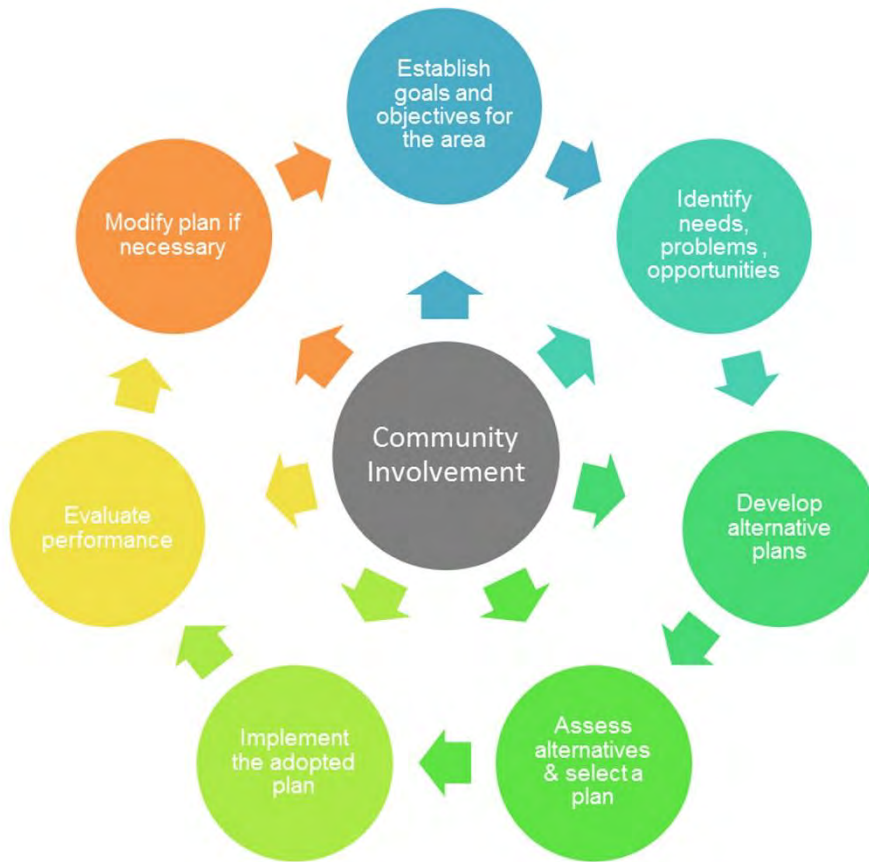 Establish
goals and
objectives for
the area
Identify
needs,
problems ,
opportunities
Develop
alternative
plans
Assess
alternatives
& select a
plan
Implement
the adopted
plan
Evaluate
performance
Modify plan if
necessary
Community
Involvement